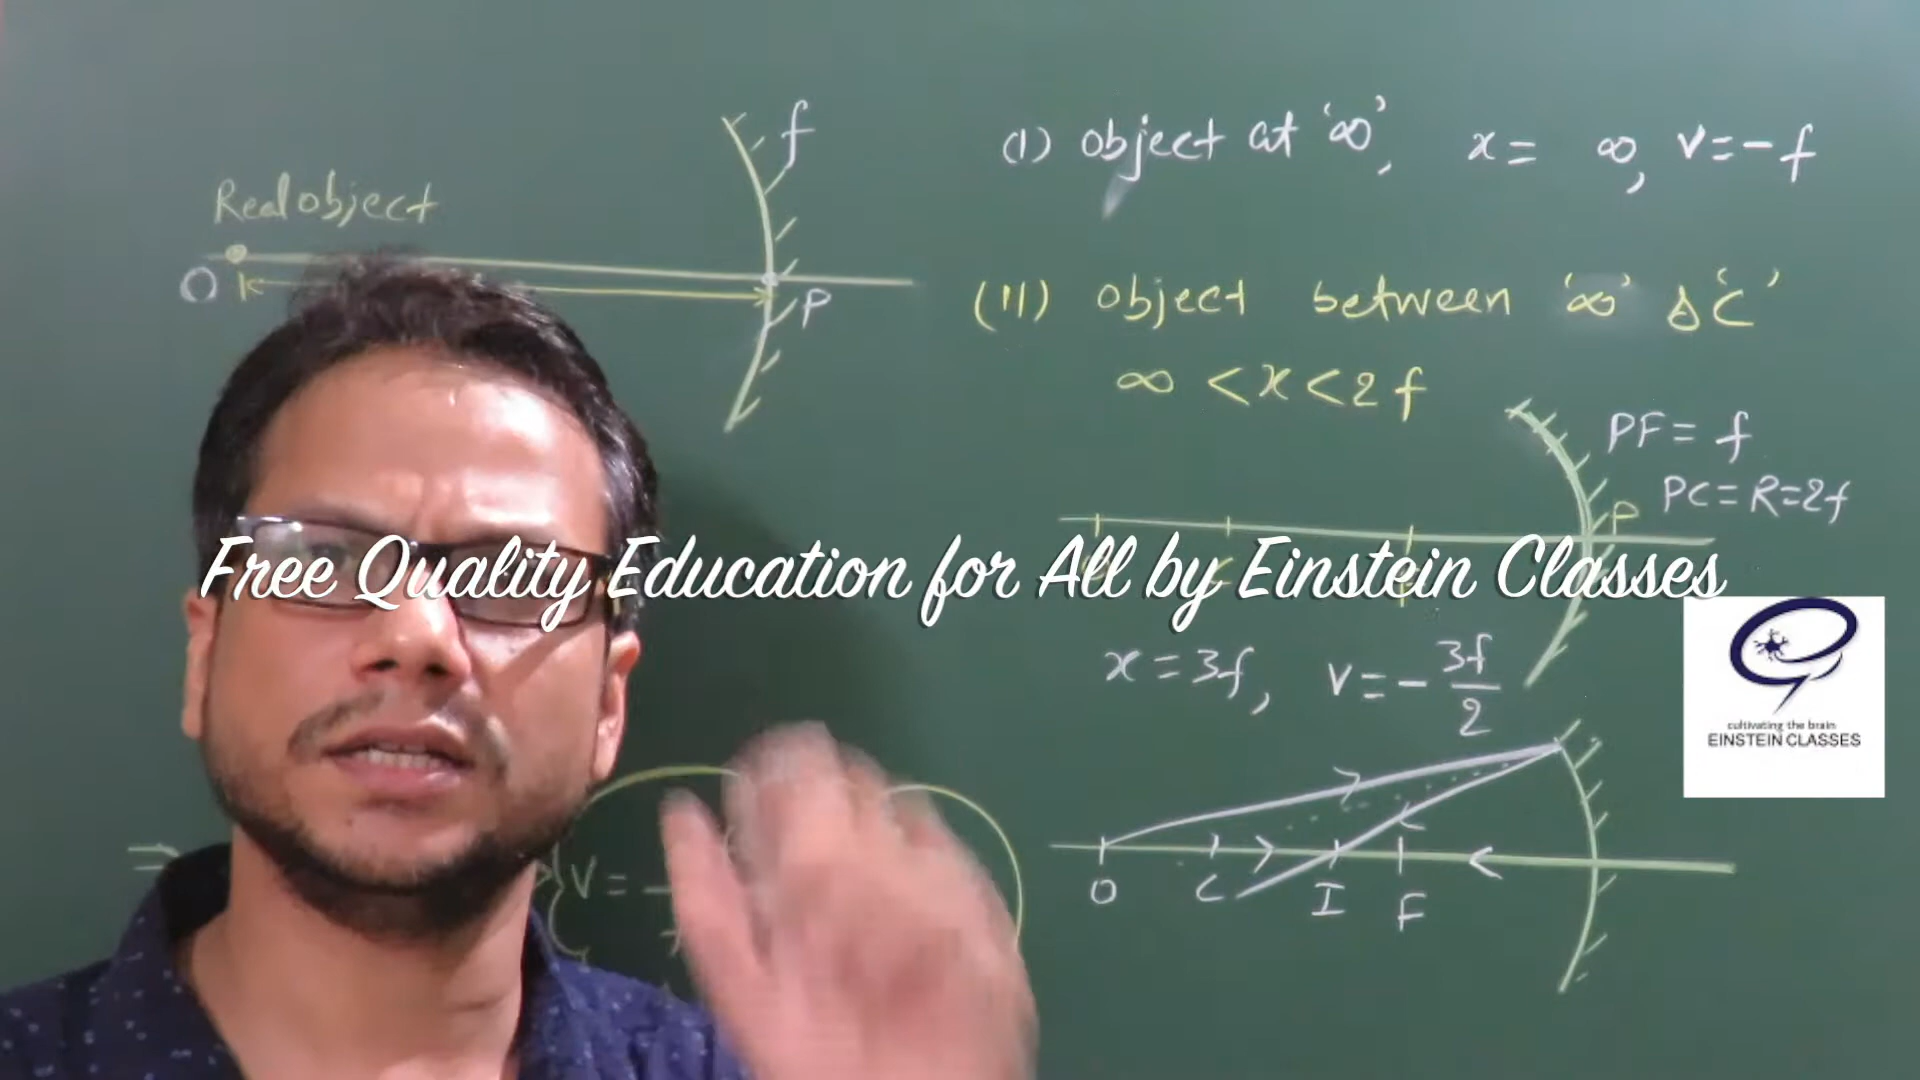 Real object
f
O
P
(I) object at '∞', x = ∞, v = - f
(II) object between '∞' & 'C'
∞ < x < 2f
PF = f
PC = R = 2f
P
Free Quality Education for All by Einstein Classes
x = 3f, v = - 3f/2
cultivating the brain
EINSTEIN CLASSES
O C I F
⇒
v =